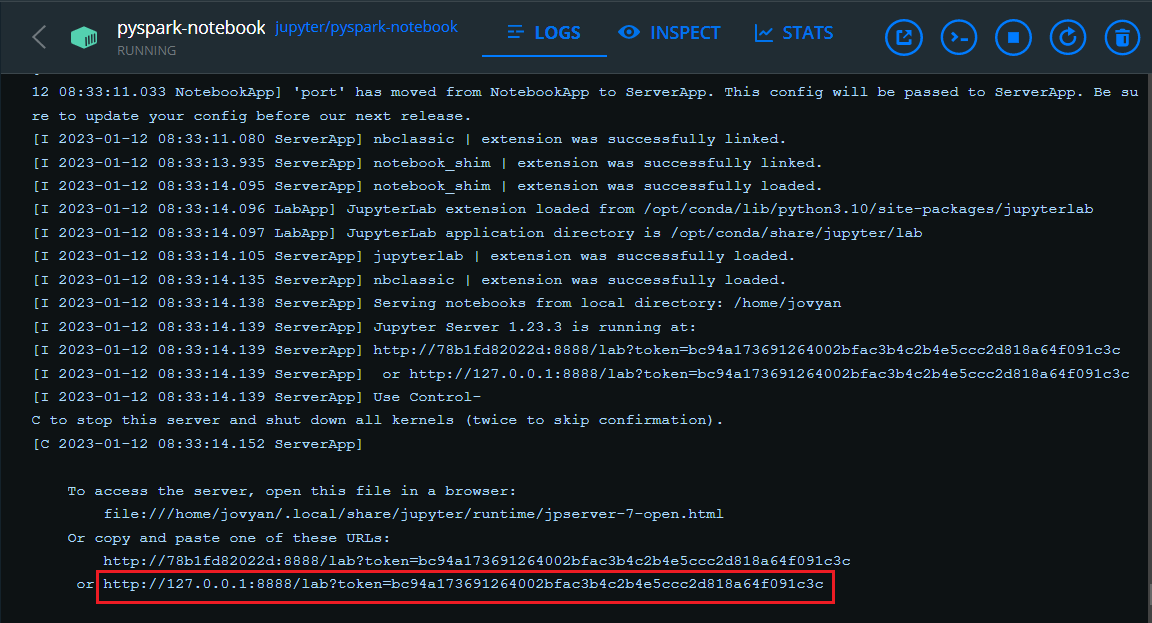 pyspark-notebook jupyter/pyspark-notebook
RUNNING
LOGS
INSPECT
STATS
12 08:33:11.033 NotebookApp] 'port' has moved from NotebookApp to ServerApp. This config will be passed to ServerApp. Be su
re to update your config before our next release.
[I 2023-01-12 08:33:11.080 ServerApp] nbclassic | extension was successfully linked.
[I 2023-01-12 08:33:13.935 ServerApp] notebook_shim | extension was successfully linked.
[I 2023-01-12 08:33:14.095 ServerApp] notebook_shim | extension was successfully loaded.
[I 2023-01-12 08:33:14.096 LabApp] JupyterLab extension loaded from /opt/conda/lib/python3.10/site-packages/jupyterlab
[I 2023-01-12 08:33:14.097 LabApp] JupyterLab application directory is /opt/conda/share/jupyter/lab
[I 2023-01-12 08:33:14.105 ServerApp] jupyterlab | extension was successfully loaded.
[I 2023-01-12 08:33:14.135 ServerApp] nbclassic | extension was successfully loaded.
[I 2023-01-12 08:33:14.138 ServerApp] Serving notebooks from local directory: /home/jovyan
[I 2023-01-12 08:33:14.139 ServerApp] Jupyter Server 1.23.3 is running at:
[I 2023-01-12 08:33:14.139 ServerApp] http://78b1fd82022d:8888/lab?token=bc94a173691264002bfac3b4c2b4e5ccc2d818a64f091c3c
[I 2023-01-12 08:33:14.139 ServerApp]  or http://127.0.0.1:8888/lab?token=bc94a173691264002bfac3b4c2b4e5ccc2d818a64f091c3c
[I 2023-01-12 08:33:14.139 ServerApp] Use Control-
C to stop this server and shut down all kernels (twice to skip confirmation).
[C 2023-01-12 08:33:14.152 ServerApp]
To access the server, open this file in a browser:
file:///home/jovyan/.local/share/jupyter/runtime/jpserver-7-open.html
Or copy and paste one of these URLs:
http://78b1fd82022d:8888/lab?token=bc94a173691264002bfac3b4c2b4e5ccc2d818a64f091c3c
or http://127.0.0.1:8888/lab?token=bc94a173691264002bfac3b4c2b4e5ccc2d818a64f091c3c